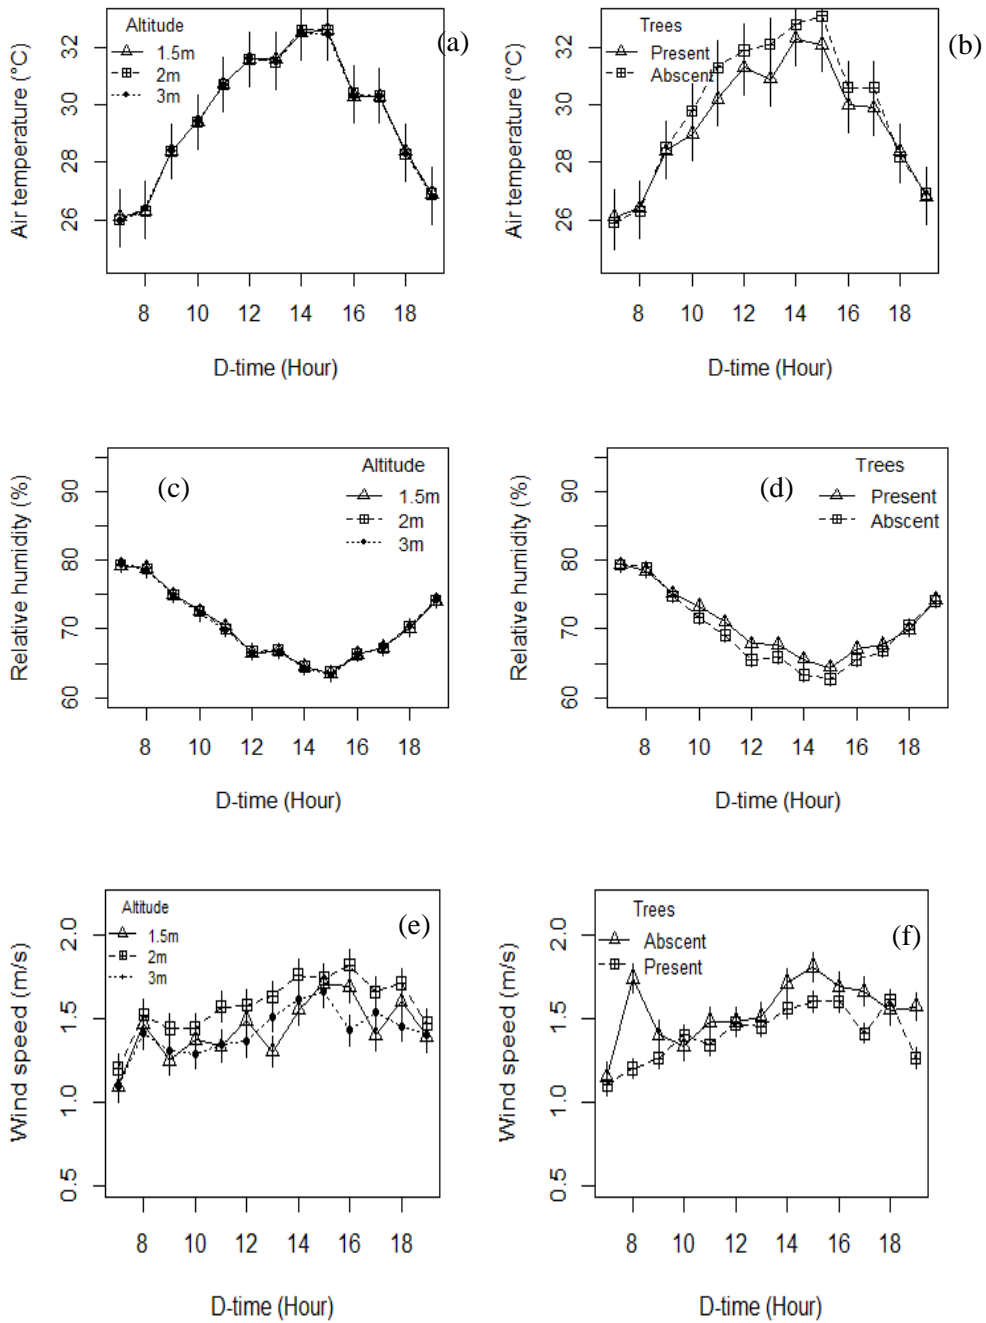 Altitude
1.5m
2m
3m
(a)
Air temperature (°C)
26 28 30 32
8 10 12 14 16 18
D-time (Hour)
Trees
Present
Abscent
(b)
Air temperature (°C)
26 28 30 32
8 10 12 14 16 18
D-time (Hour)
(c)
Altitude
1.5m
2m
3m
Relative humidity (%)
60 70 80 90
8 10 12 14 16 18
D-time (Hour)
(d)
Trees
Present
Abscent
Relative humidity (%)
60 70 80 90
8 10 12 14 16 18
D-time (Hour)
Altitude
1.5m
2m
3m
(e)
Wind speed (m/s)
0.5 1.0 1.5 2.0
8 10 12 14 16 18
D-time (Hour)
Trees
Abscent
Present
(f)
Wind speed (m/s)
0.5 1.0 1.5 2.0
8 10 12 14 16 18
D-time (Hour)